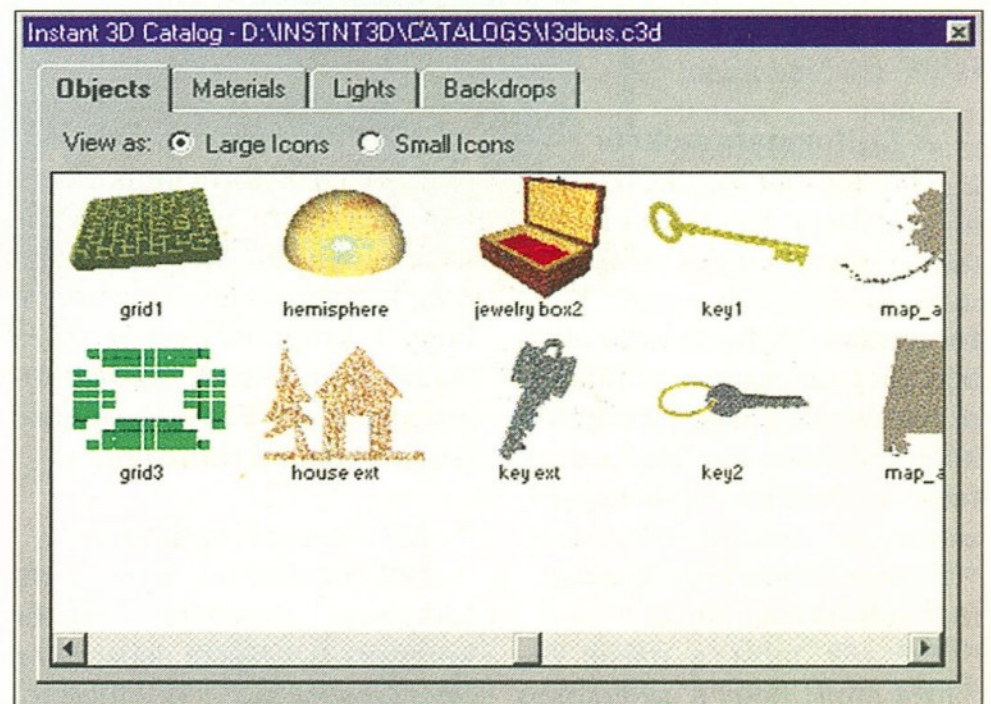 Instant 3D Catalog - D:\INSTNT3D\CATALOGS\I3dbus.c3d
Objects Materials Lights Backdrops
View as: Large Icons Small Icons
grid1 hemisphere jewelry box2 key1 map_a
grid3 house ext key ext key2 map_a